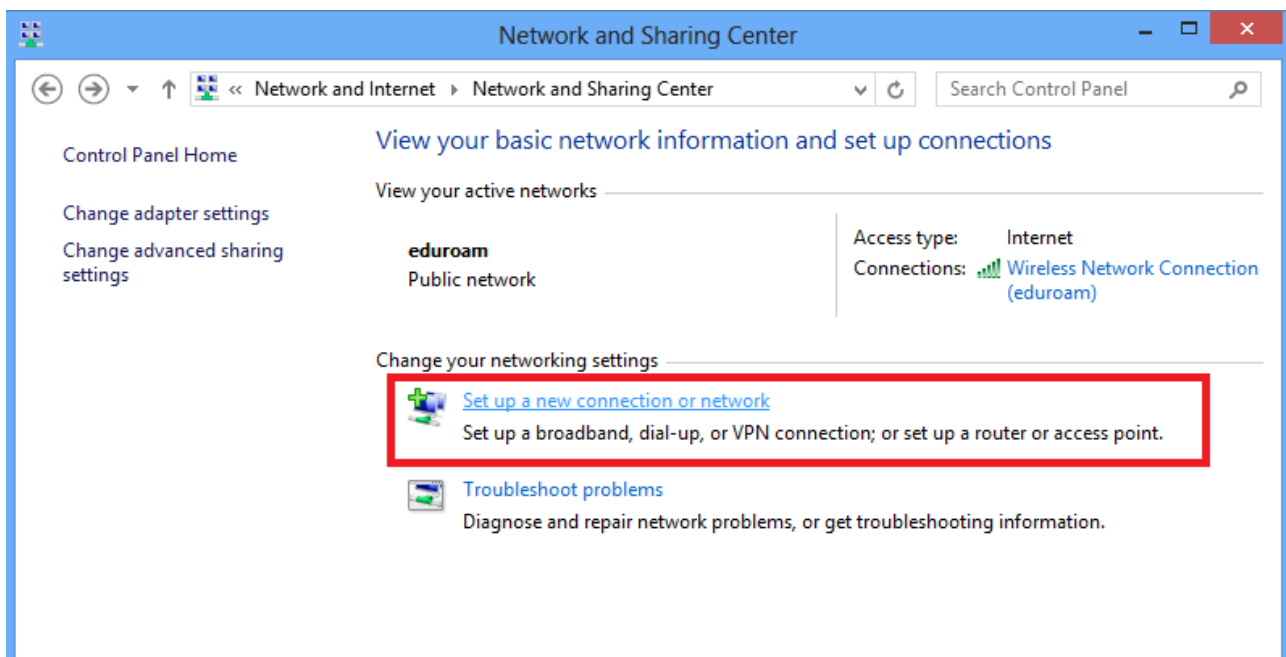 Network and Sharing Center
« Network and Internet Network and Sharing Center
Search Control Panel
Control Panel Home
Change adapter settings
Change advanced sharing
settings
View your basic network information and set up connections
View your active networks
eduroam
Public network
Access type: Internet
Connections: Wireless Network Connection
(eduroam)
Change your networking settings
Set up a new connection or network
Set up a broadband, dial-up, or VPN connection; or set up a router or access point.
Troubleshoot problems
Diagnose and repair network problems, or get troubleshooting information.